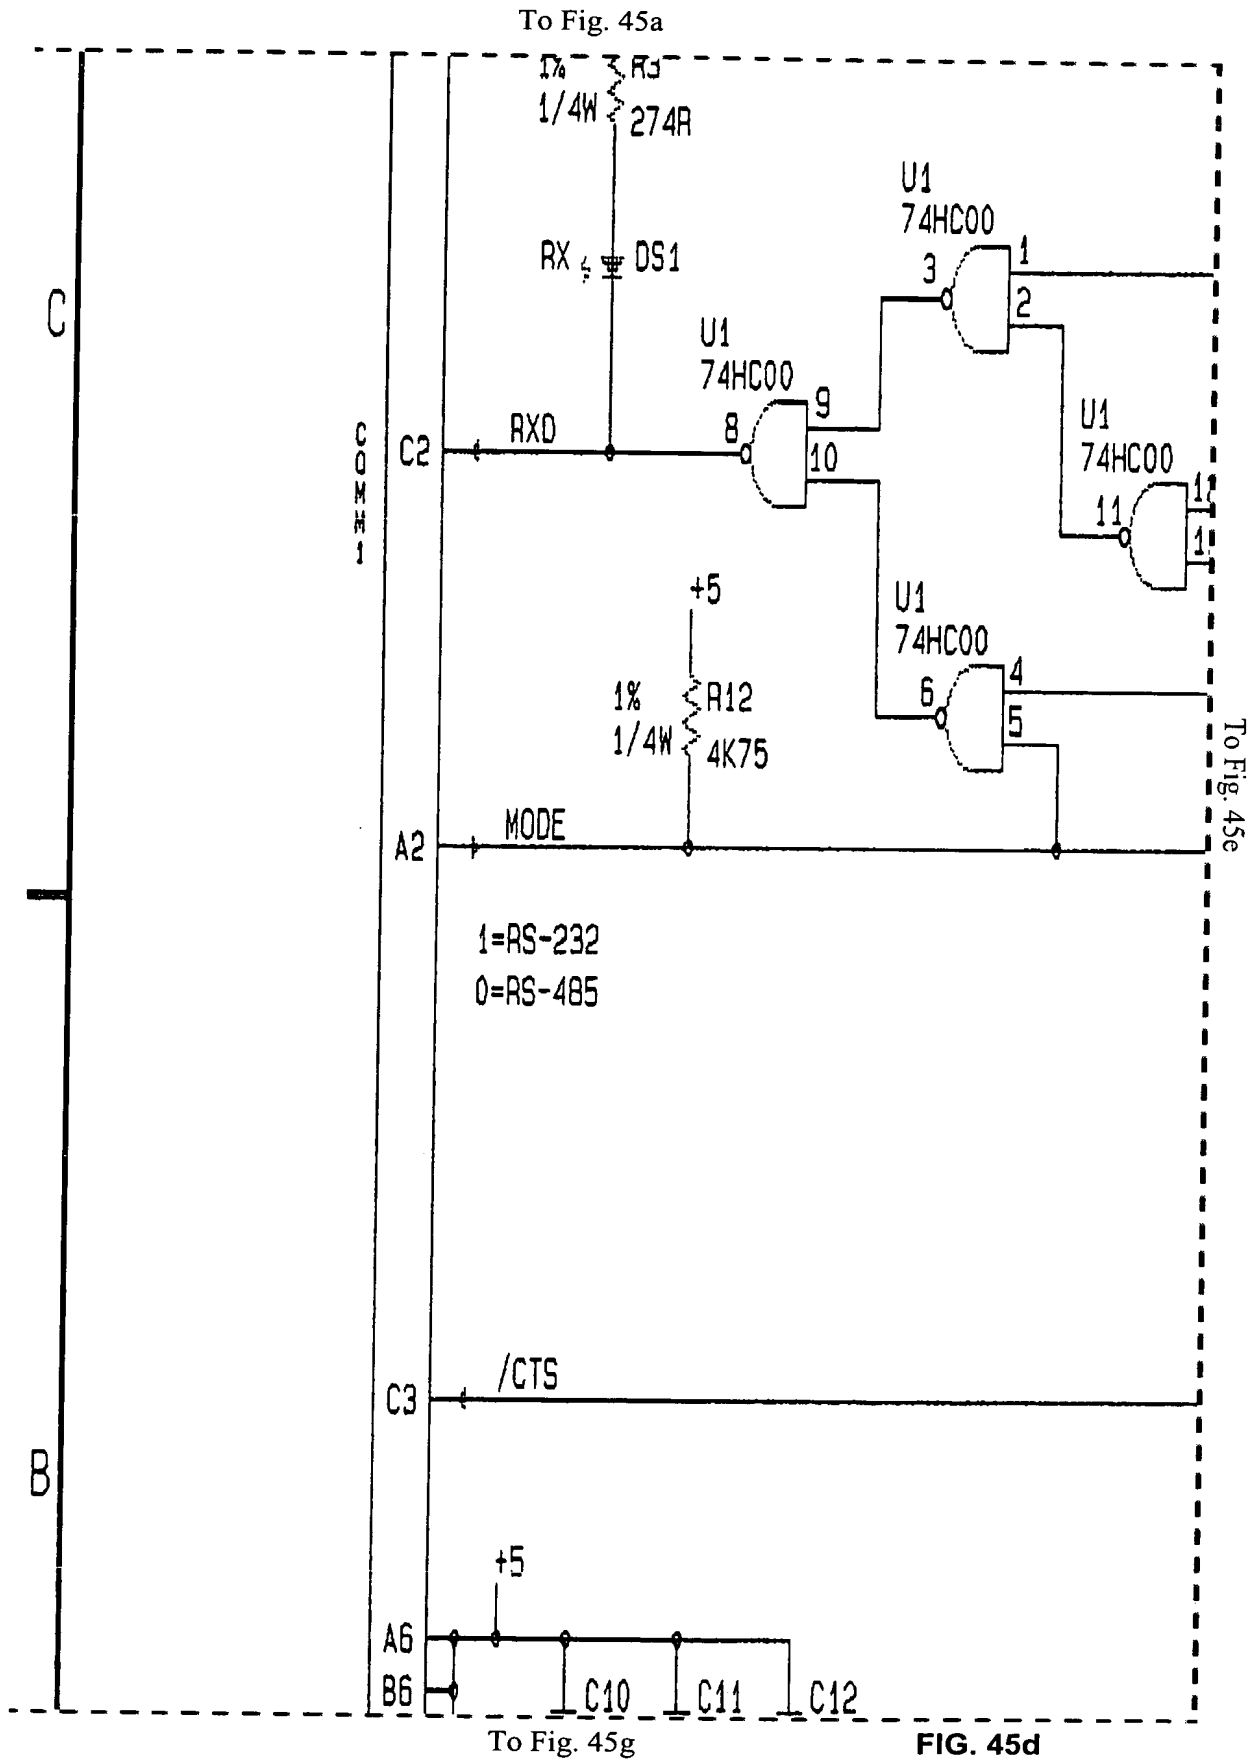 To Fig. 45a
1% R3
1/4W 274R
U1
74HC00
RX DS1
3 1
2
C
U1
74HC00
9
8
10
RXD
C2
COMM1
U1
74HC00
11
1
1
+5
U1
74HC00
1% R12
1/4W 4K75
6 4
5
To Fig. 45e
MODE
A2
1=RS-232
0=RS-485
/CTS
C3
B
+5
A6
B6
C10 C11 C12
To Fig. 45g
FIG. 45d